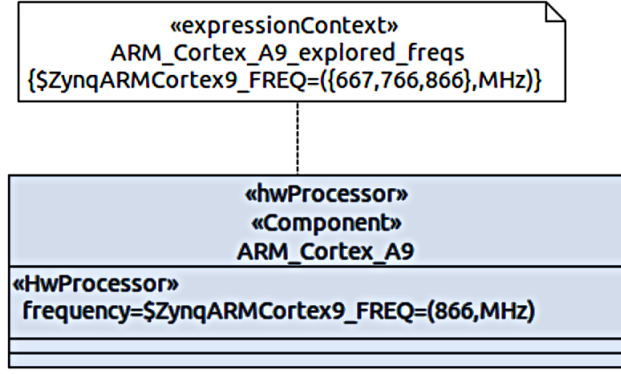 «expressionContext»
ARM_Cortex_A9_explored_freqs
{$ZynqARMCortex9_FREQ=({667,766,866},MHz)}
«hwProcessor»
«Component»
ARM_Cortex_A9
«HwProcessor»
frequency=$ZynqARMCortex9_FREQ=(866,MHz)